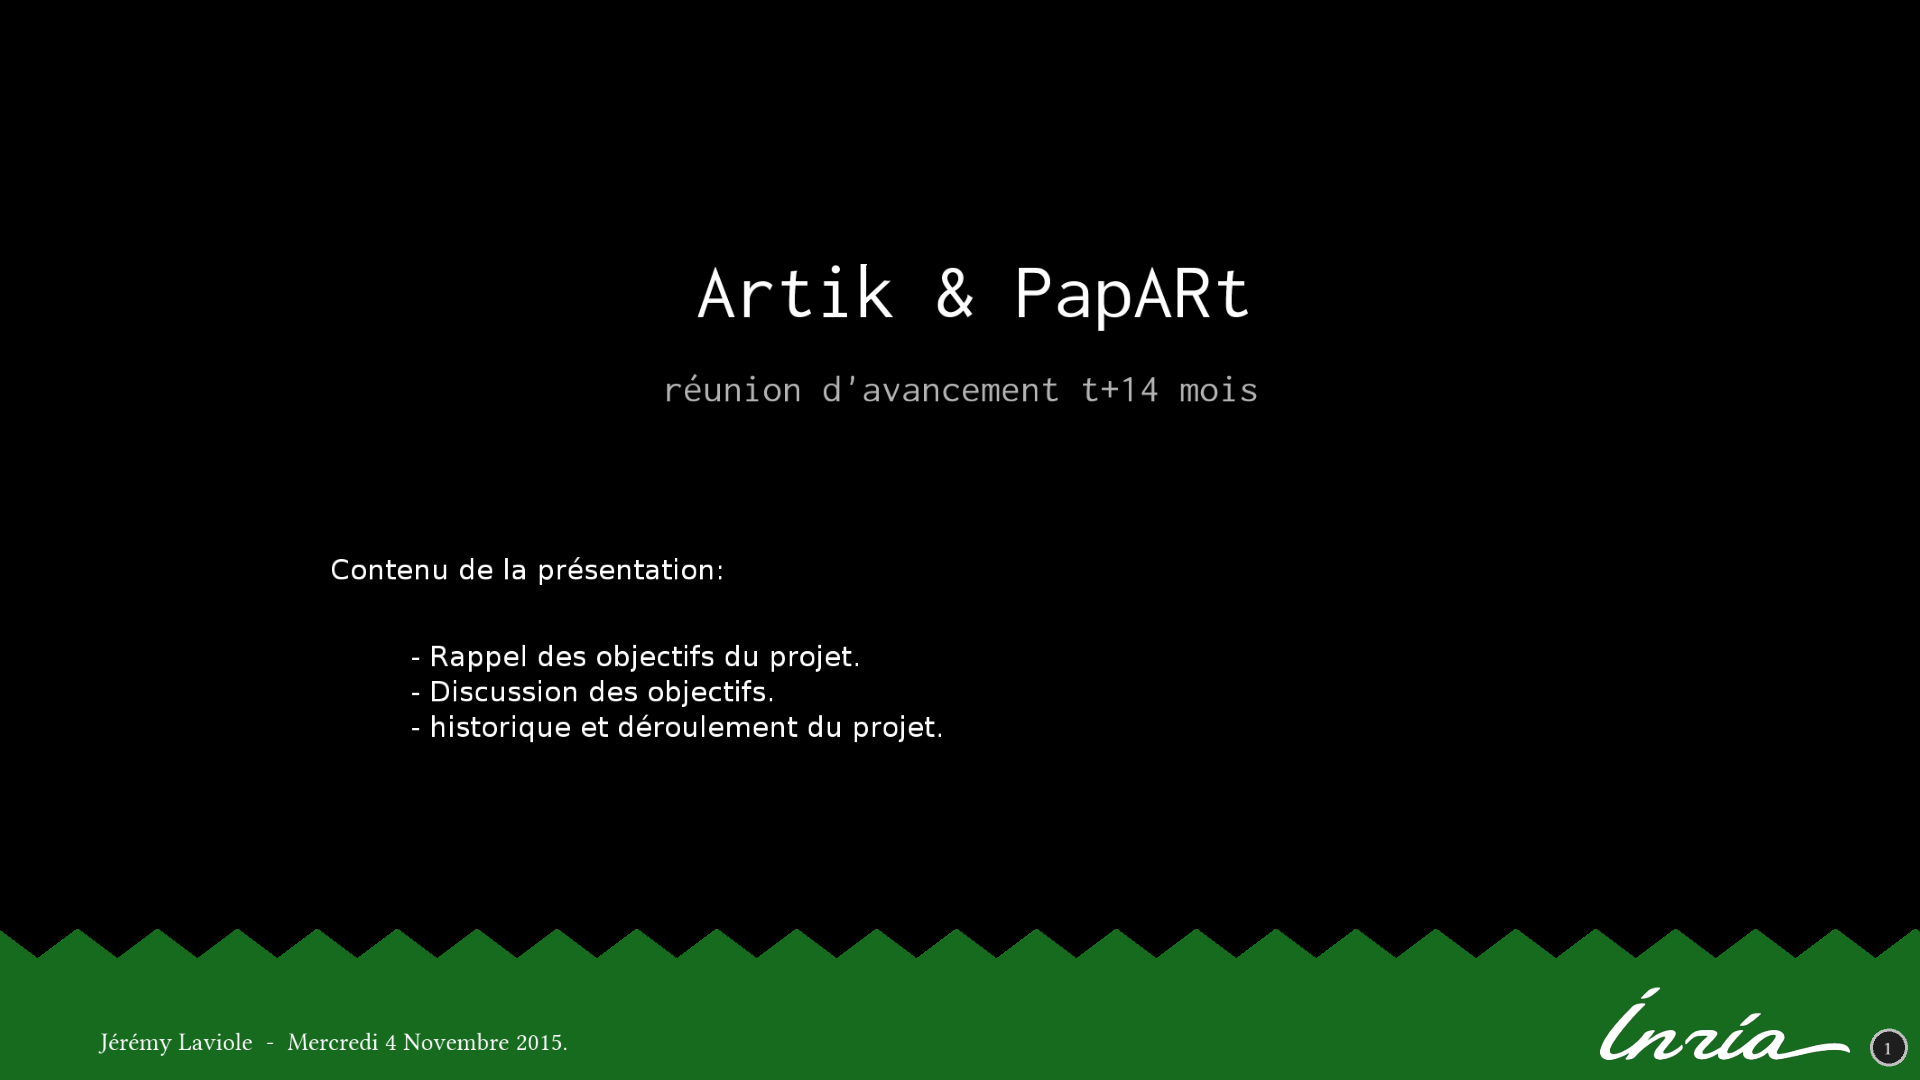 Artik & PapARt
réunion d'avancement t+14 mois
Contenu de la présentation:
- Rappel des objectifs du projet.
- Discussion des objectifs.
- historique et déroulement du projet.
Jérémy Laviole - Mercredi 4 Novembre 2015.
Inría
1